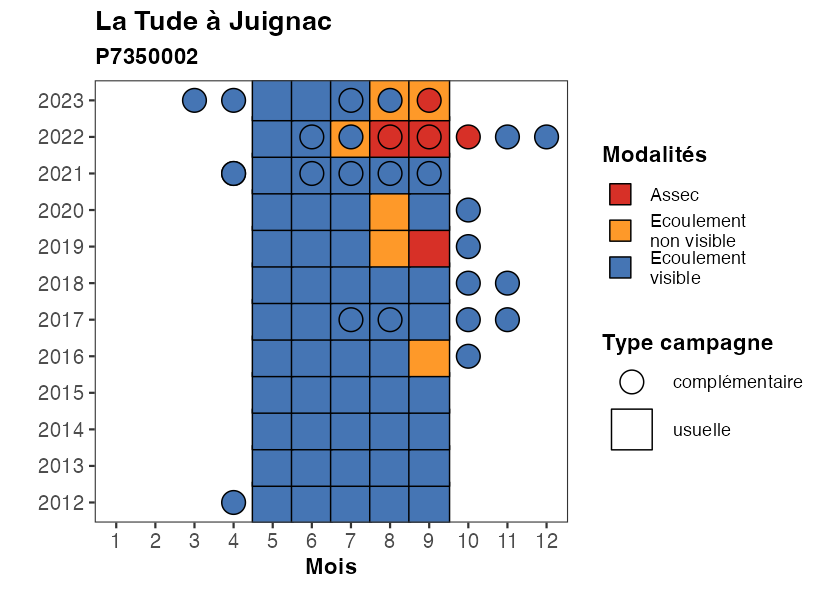 La Tude à Juignac
P7350002
2023
2022
2021
2020
2019
2018
2017
2016
2015
2014
2013
2012
1 2 3 4 5 6 7 8 9 10 11 12
Mois
Modalités
Assec
Ecoulement
non visible
Ecoulement
visible
Type campagne
complémentaire
usuelle